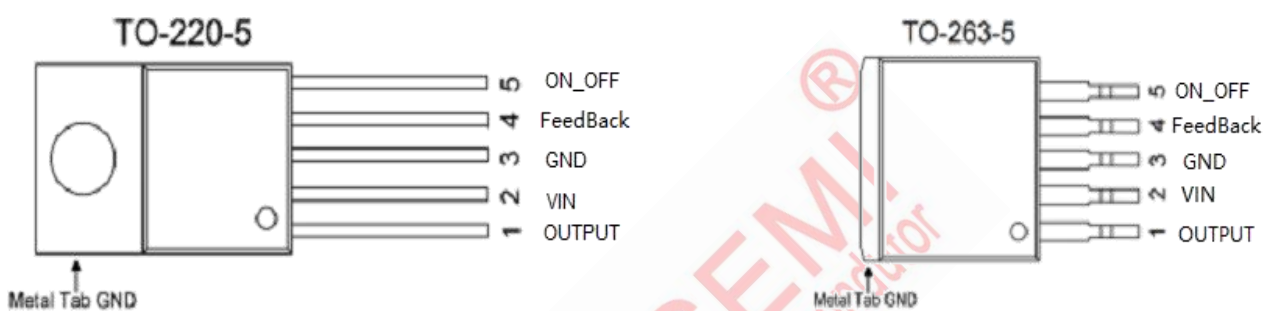 TO-220-5
5 ON_OFF
4 FeedBack
3 GND
2 VIN
1 OUTPUT
Metal Tab GND
TO-263-5
5 ON_OFF
4 FeedBack
3 GND
2 VIN
1 OUTPUT
Metal Tab GND
®
SEMI